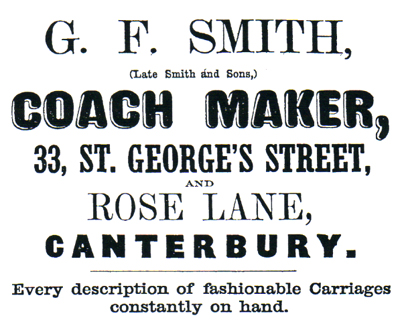 G. F. SMITH,
(Late Smith and Sons,)
COACH MAKER,
33, ST. GEORGE'S STREET,
AND
ROSE LANE,
CANTERBURY.
Every description of fashionable Carriages
constantly on hand.